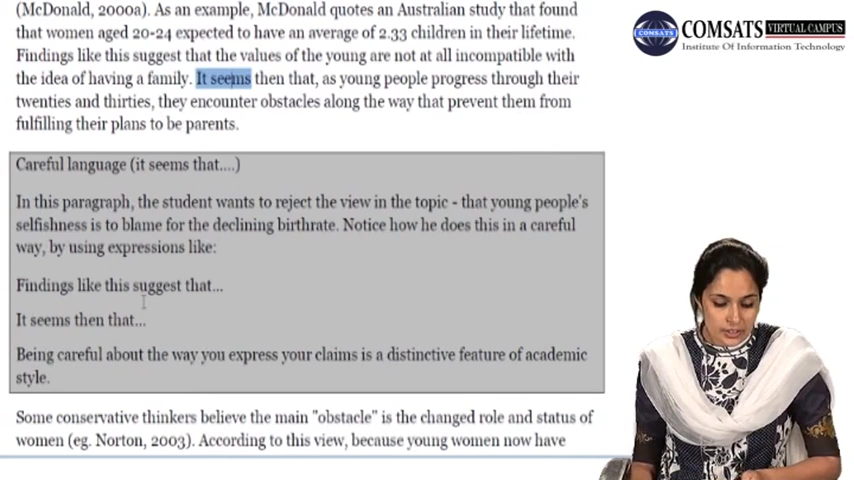 (McDonald, 2000a). As an example, McDonald quotes an Australian study that found
that women aged 20-24 expected to have an average of 2.33 children in their lifetime.
Findings like this suggest that the values of the young are not at all incompatible with
the idea of having a family. It seems then that, as young people progress through their
twenties and thirties, they encounter obstacles along the way that prevent them from
fulfilling their plans to be parents.
Careful language (it seems that....)
In this paragraph, the student wants to reject the view in the topic - that young people's
selfishness is to blame for the declining birthrate. Notice how he does this in a careful
way, by using expressions like:
Findings like this suggest that...
It seems then that...
Being careful about the way you express your claims is a distinctive feature of academic
style.
Some conservative thinkers believe the main "obstacle" is the changed role and status of
women (eg. Norton, 2003). According to this view, because young women now have
COMSATS
COMSATS VIRTUAL CAMPUS
Institute Of Information Technology